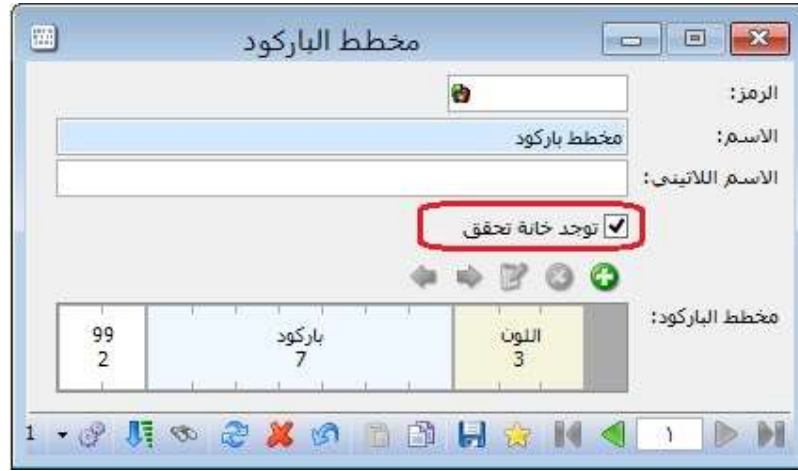 مخطط الباركود
الرمز:
الاسم: مخطط باركود
الاسم اللاتيني:
توجد خانة تحقق
مخطط الباركود:
اللون باركود 99
3 7 2
١ 1